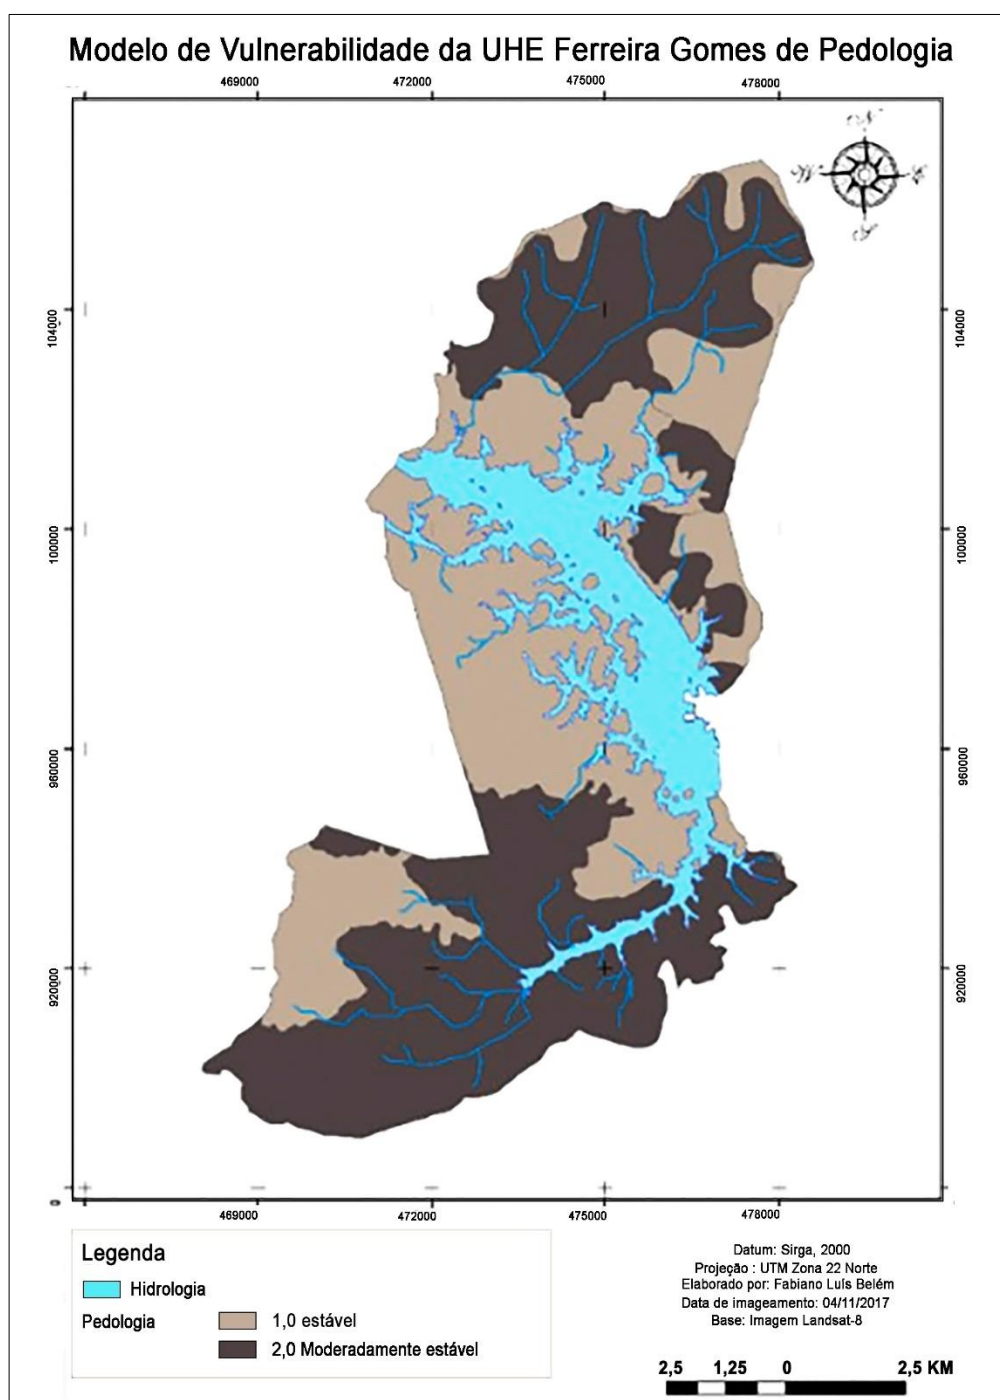 Modelo de Vulnerabilidade da UHE Ferreira Gomes de Pedologia
469000 472000 475000 478000
104000 104000
100000 100000
960000 960000
920000 920000
0
469000 472000 475000 478000
Legenda
Hidrologia
Pedologia
1,0 estável
2,0 Moderadamente estável
Datum: Sirga, 2000
Projeção : UTM Zona 22 Norte
Elaborado por: Fabiano Luís Belém
Data de imageamento: 04/11/2017
Base: Imagem Landsat-8
2,5 1,25 0 2,5 KM